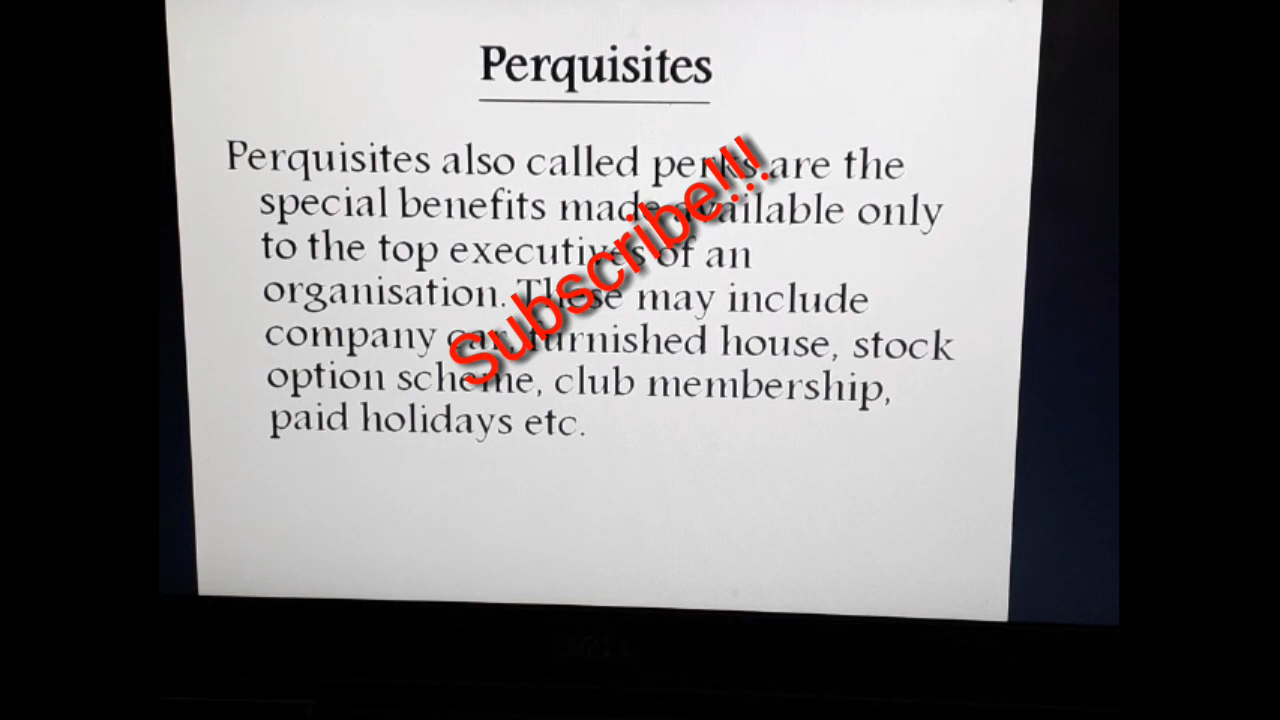 Perquisites
Perquisites also called perks are the
special benefits made available only
to the top executives of an
organisation. These may include
company car, furnished house, stock
option scheme, club membership,
paid holidays etc.
Subscribe!!!